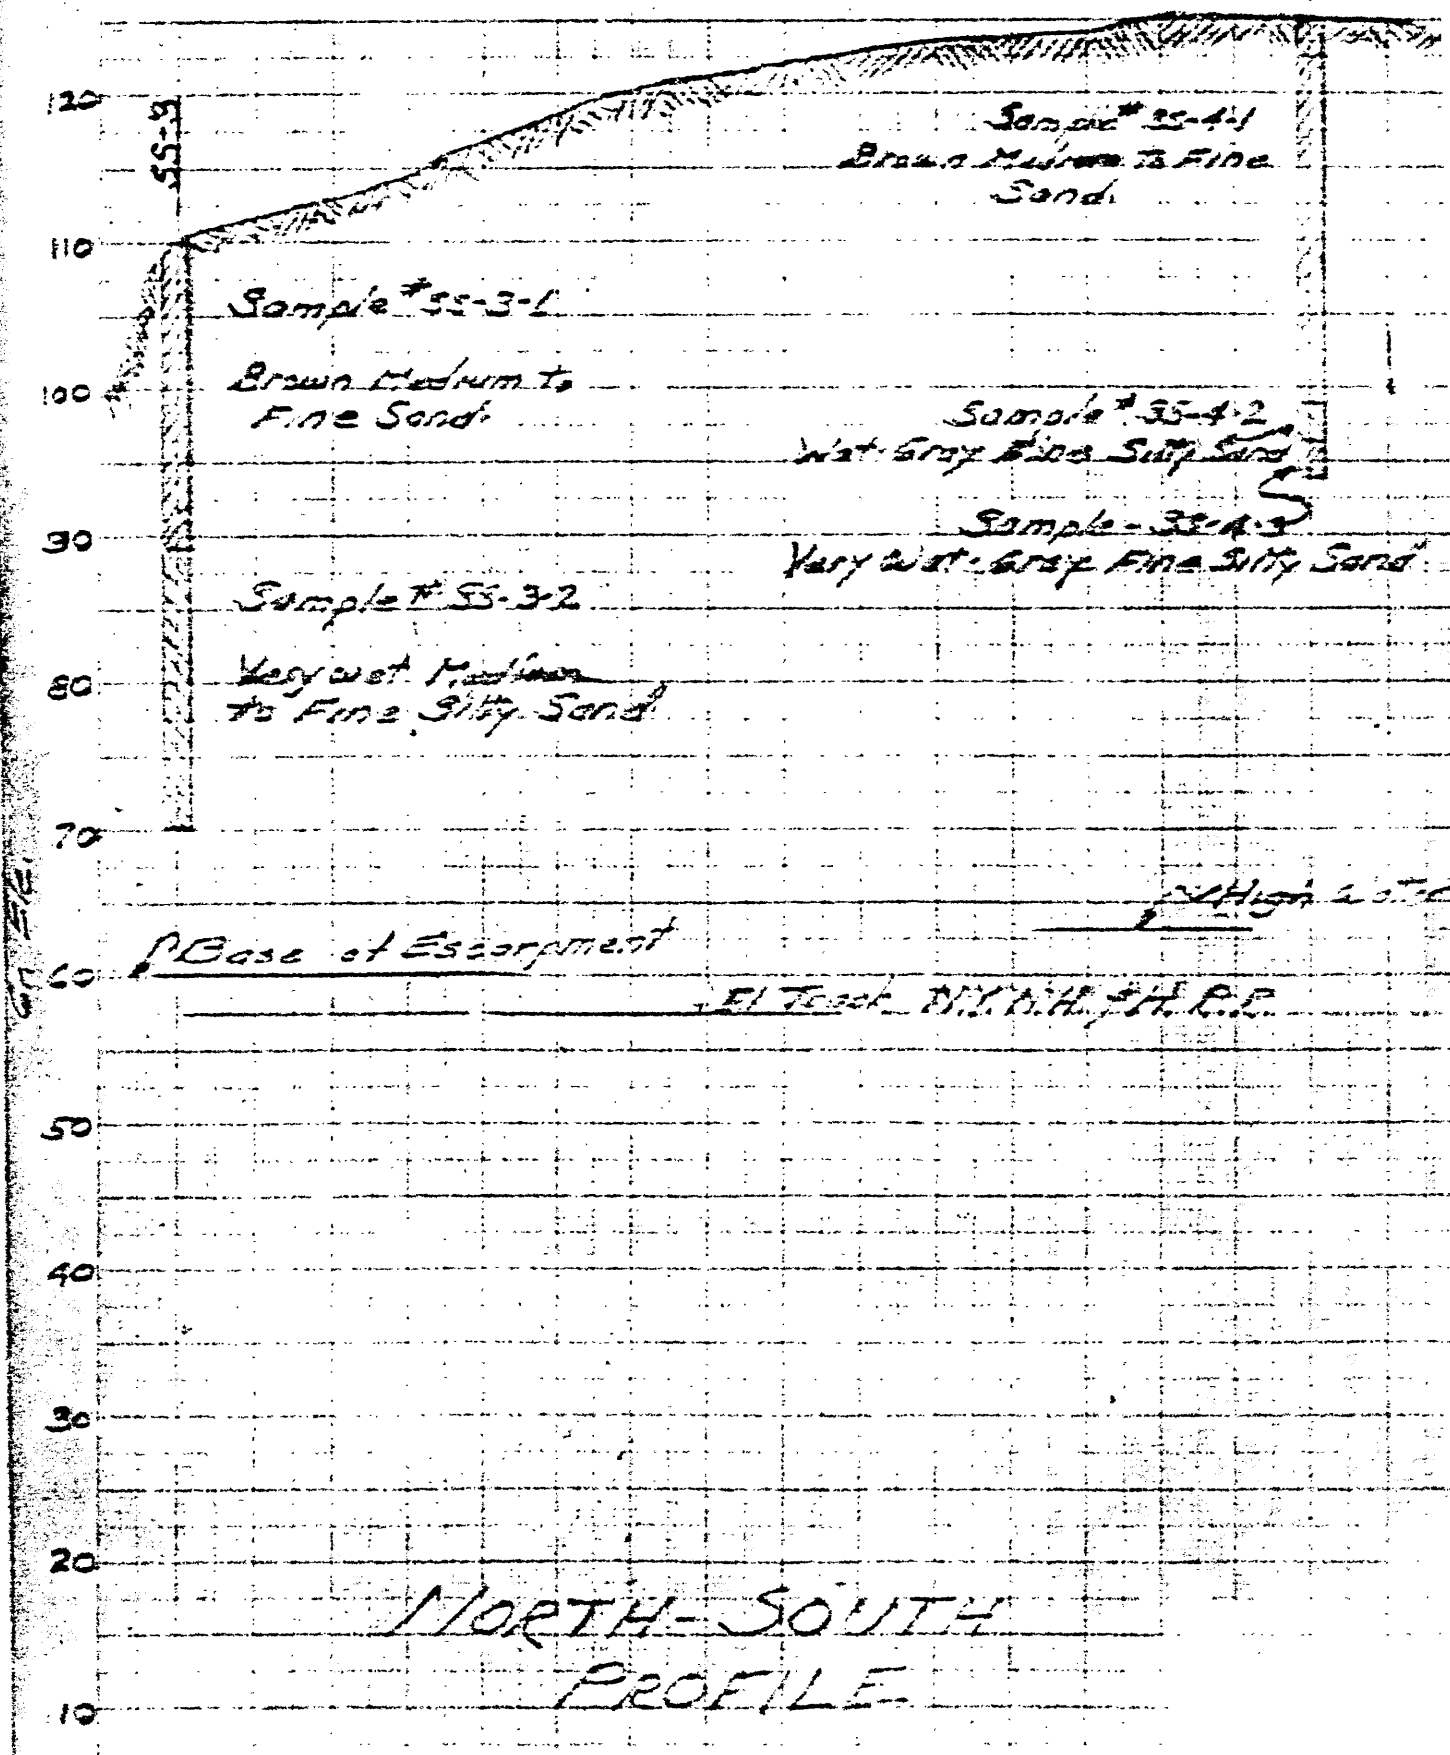 120
SS-3
Sample # SS-4-1
Brown Medium To Fine
Sand.
110
Sample # SS-3-1
Brown Medium to
Fine Sand.
100
Sample # SS-4-2
Wet Gray Fine Silty Sand
90
Sample - SS-4-3
Very Wet-Gray Fine Silty Sand
Sample # SS-3-2
80
Very wet Medium
to Fine Silty Sand
70
High
Base of Escarpment
60
El Track N.Y. N.H. & H. R.R.
50
40
30
20
NORTH-SOUTH
PROFILE
10